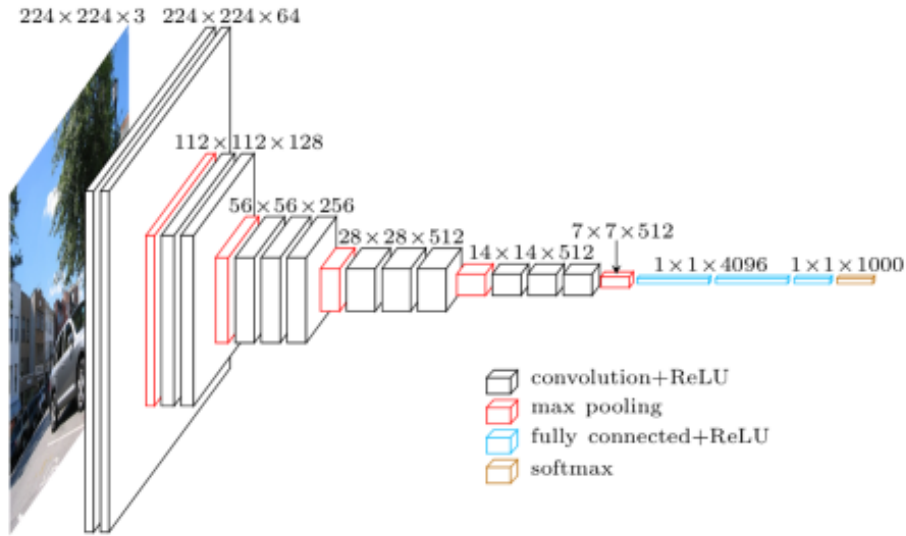 224×224×3
224×224×64
112×112×128
56×56×256
28×28×512
14×14×512
7×7×512
1×1×4096
1×1×1000
convolution+ReLU
max pooling
fully connected+ReLU
softmax